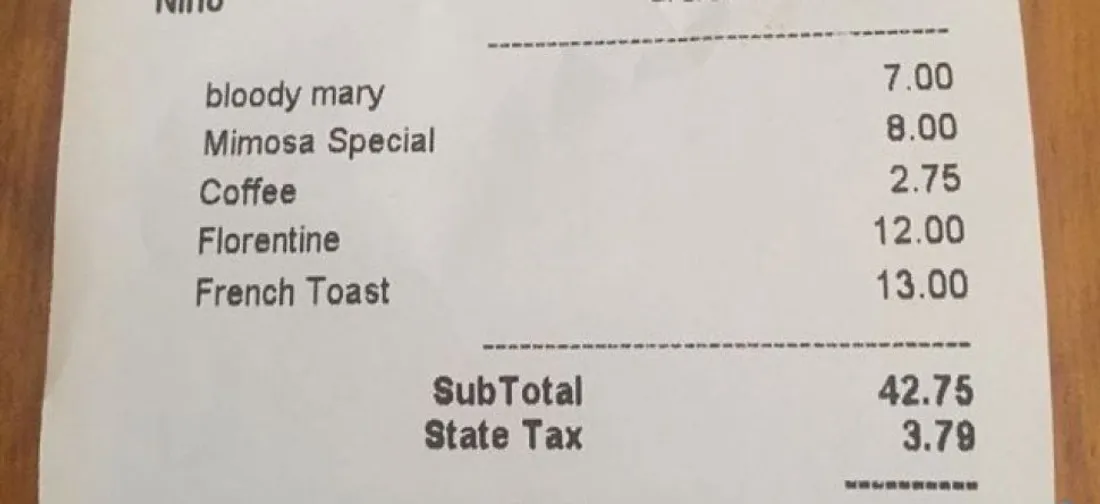 Nino
bloody mary 7.00
Mimosa Special 8.00
Coffee 2.75
Florentine 12.00
French Toast 13.00
SubTotal 42.75
State Tax 3.79